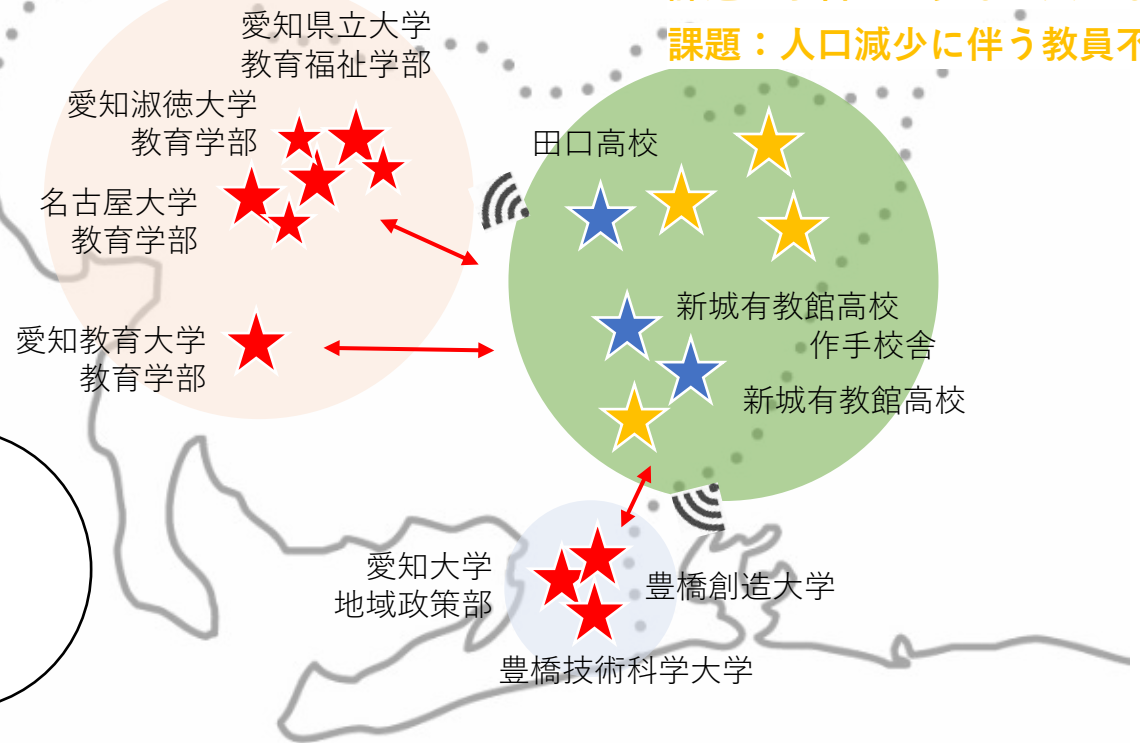 愛知県立大学
教育福祉学部
課題：人口減少に伴う教員不
愛知淑徳大学
教育学部
田口高校
名古屋大学
教育学部
新城有教館高校
作手校舎
愛知教育大学
教育学部
新城有教館高校
愛知大学
地域政策部
豊橋創造大学
豊橋技術科学大学